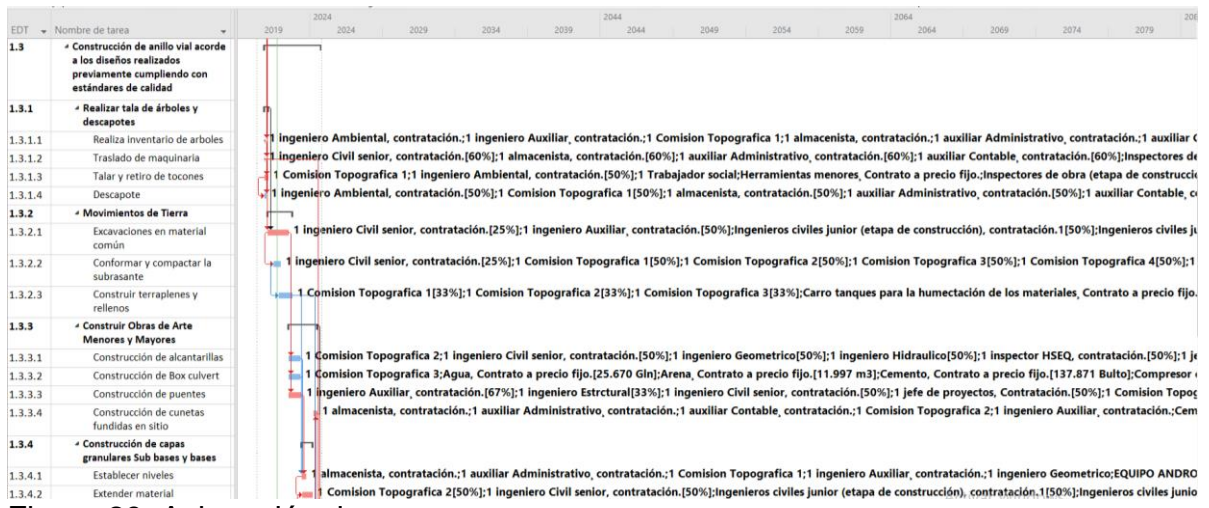 2024 2044 2064
EDT Nombre de tarea 2019 2024 2029 2034 2039 2044 2049 2054 2059 2064 2069 2074 2079
1.3 Construcción de anillo vial acorde
a los diseños realizados
previamente cumpliendo con
estándares de calidad
1.3.1 Realizar tala de árboles y
descapotes
1.3.1.1 Realiza inventario de arboles 1 ingeniero Ambiental, contratación.;1 ingeniero Auxiliar, contratación.;1 Comision Topografica 1;1 almacenista, contratación.;1 auxiliar Administrativo, contratación.;1 auxiliar
1.3.1.2 Traslado de maquinaria 1 ingeniero Civil senior, contratación.[60%];1 almacenista, contratación.[60%];1 auxiliar Administrativo, contratación.[60%];1 auxiliar Contable, contratación.[60%];Inspectores de
1.3.1.3 Talar y retiro de tocones 1 Comision Topografica 1;1 ingeniero Ambiental, contratación.[50%];1 Trabajador social;Herramientas menores, Contrato a precio fijo.;Inspectores de obra (etapa de construcci
1.3.1.4 Descapote 1 ingeniero Ambiental, contratación.[50%];1 Comision Topografica 1[50%];1 almacenista, contratación.[50%];1 auxiliar Administrativo, contratación.[50%];1 auxiliar Contable, c
1.3.2 Movimientos de Tierra
1.3.2.1 Excavaciones en material
común 1 ingeniero Civil senior, contratación.[25%];1 ingeniero Auxiliar, contratación.[50%];Ingenieros civiles junior (etapa de construcción), contratación.1[50%];Ingenieros civiles ju
1.3.2.2 Conformar y compactar la
subrasante 1 ingeniero Civil senior, contratación.[25%];1 Comision Topografica 1[50%];1 Comision Topografica 2[50%];1 Comision Topografica 3[50%];1 Comision Topografica 4[50%];1
1.3.2.3 Construir terraplenes y
rellenos 1 Comision Topografica 1[33%];1 Comision Topografica 2[33%];1 Comision Topografica 3[33%];Carro tanques para la humectación de los materiales, Contrato a precio fijo.
1.3.3 Construir Obras de Arte
Menores y Mayores
1.3.3.1 Construcción de alcantarillas 1 Comision Topografica 2;1 ingeniero Civil senior, contratación.[50%];1 ingeniero Geometrico[50%];1 ingeniero Hidraulico[50%];1 inspector HSEQ, contratación.[50%];1 je
1.3.3.2 Construcción de Box culvert 1 Comision Topografica 3;Agua, Contrato a precio fijo.[25.670 Gln];Arena, Contrato a precio fijo.[11.997 m3];Cemento, Contrato a precio fijo.[137.871 Bulto];Compresor
1.3.3.3 Construcción de puentes 1 ingeniero Auxiliar, contratación.[67%];1 ingeniero Estrctural[33%];1 ingeniero Civil senior, contratación.[50%];1 jefe de proyectos, Contratación.[50%];1 Comision Topog
1.3.3.4 Construcción de cunetas
fundidas en sitio 1 almacenista, contratación.;1 auxiliar Administrativo, contratación.;1 auxiliar Contable, contratación.;1 Comision Topografica 2;1 ingeniero Auxiliar, contratación.;Cem
1.3.4 Construcción de capas
granulares Sub bases y bases
1.3.4.1 Establecer niveles 1 almacenista, contratación.;1 auxiliar Administrativo, contratación.;1 Comision Topografica 1;1 ingeniero Auxiliar, contratación.;1 ingeniero Geometrico;EQUIPO ANDRO
1.3.4.2 Extender material 1 Comision Topografica 2[50%];1 ingeniero Civil senior, contratación.[50%];Ingenieros civiles junior (etapa de construcción), contratación.1[50%];Ingenieros civiles junio